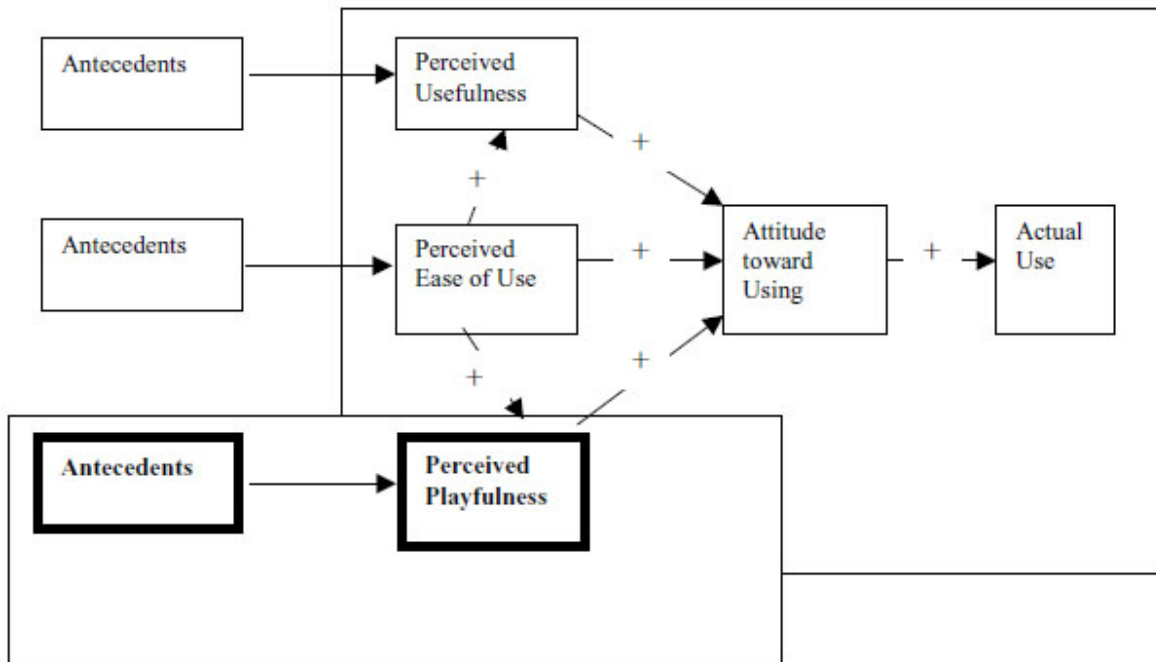 Antecedents
Perceived
Usefulness
+
+
Antecedents
Perceived
Ease of Use
+
Attitude
toward
Using
+
Actual
Use
+
+
Antecedents
Perceived
Playfulness